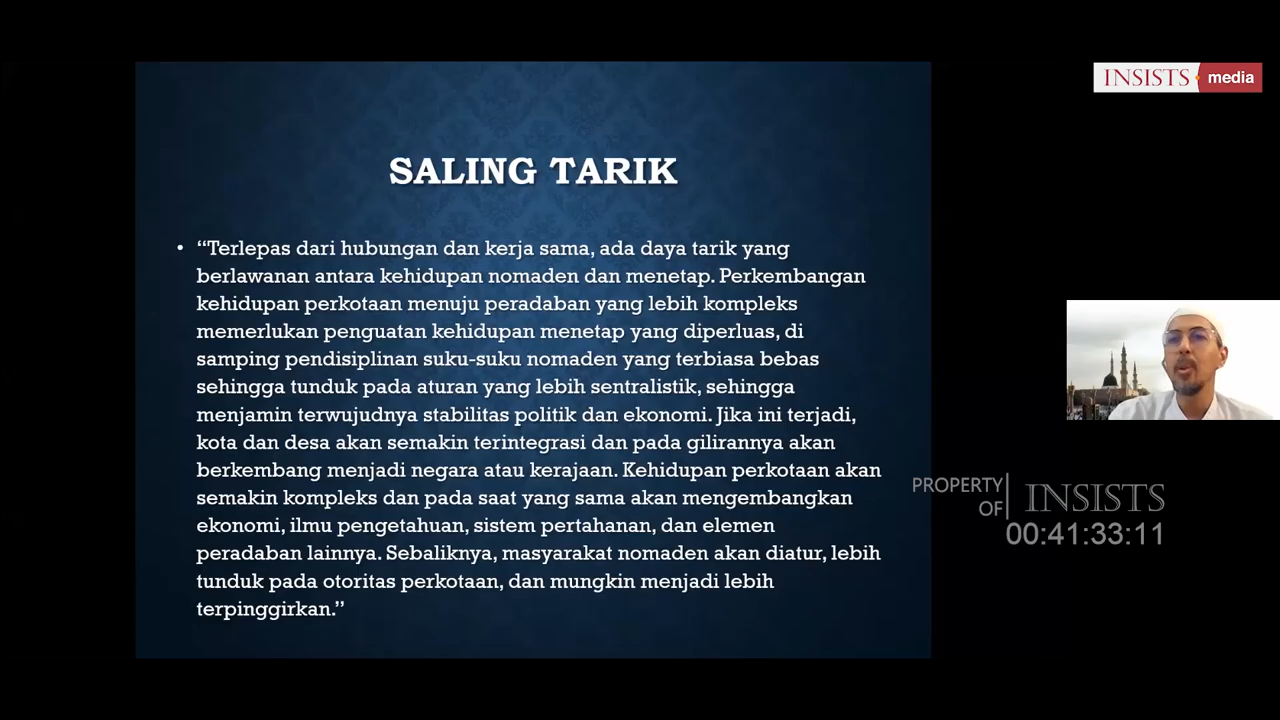 INSISTS media
SALING TARIK
• “Terlepas dari hubungan dan kerja sama, ada daya tarik yang
berlawanan antara kehidupan nomaden dan menetap. Perkembangan
kehidupan perkotaan menuju peradaban yang lebih kompleks
memerlukan penguatan kehidupan menetap yang diperluas, di
samping pendisiplinan suku-suku nomaden yang terbiasa bebas
sehingga tunduk pada aturan yang lebih sentralistik, sehingga
menjamin terwujudnya stabilitas politik dan ekonomi. Jika ini terjadi,
kota dan desa akan semakin terintegrasi dan pada gilirannya akan
berkembang menjadi negara atau kerajaan. Kehidupan perkotaan akan
semakin kompleks dan pada saat yang sama akan mengembangkan
ekonomi, ilmu pengetahuan, sistem pertahanan, dan elemen
peradaban lainnya. Sebaliknya, masyarakat nomaden akan diatur, lebih
tunduk pada otoritas perkotaan, dan mungkin menjadi lebih
terpinggirkan.”
PROPERTY
OF
INSISTS
00:41:33:11